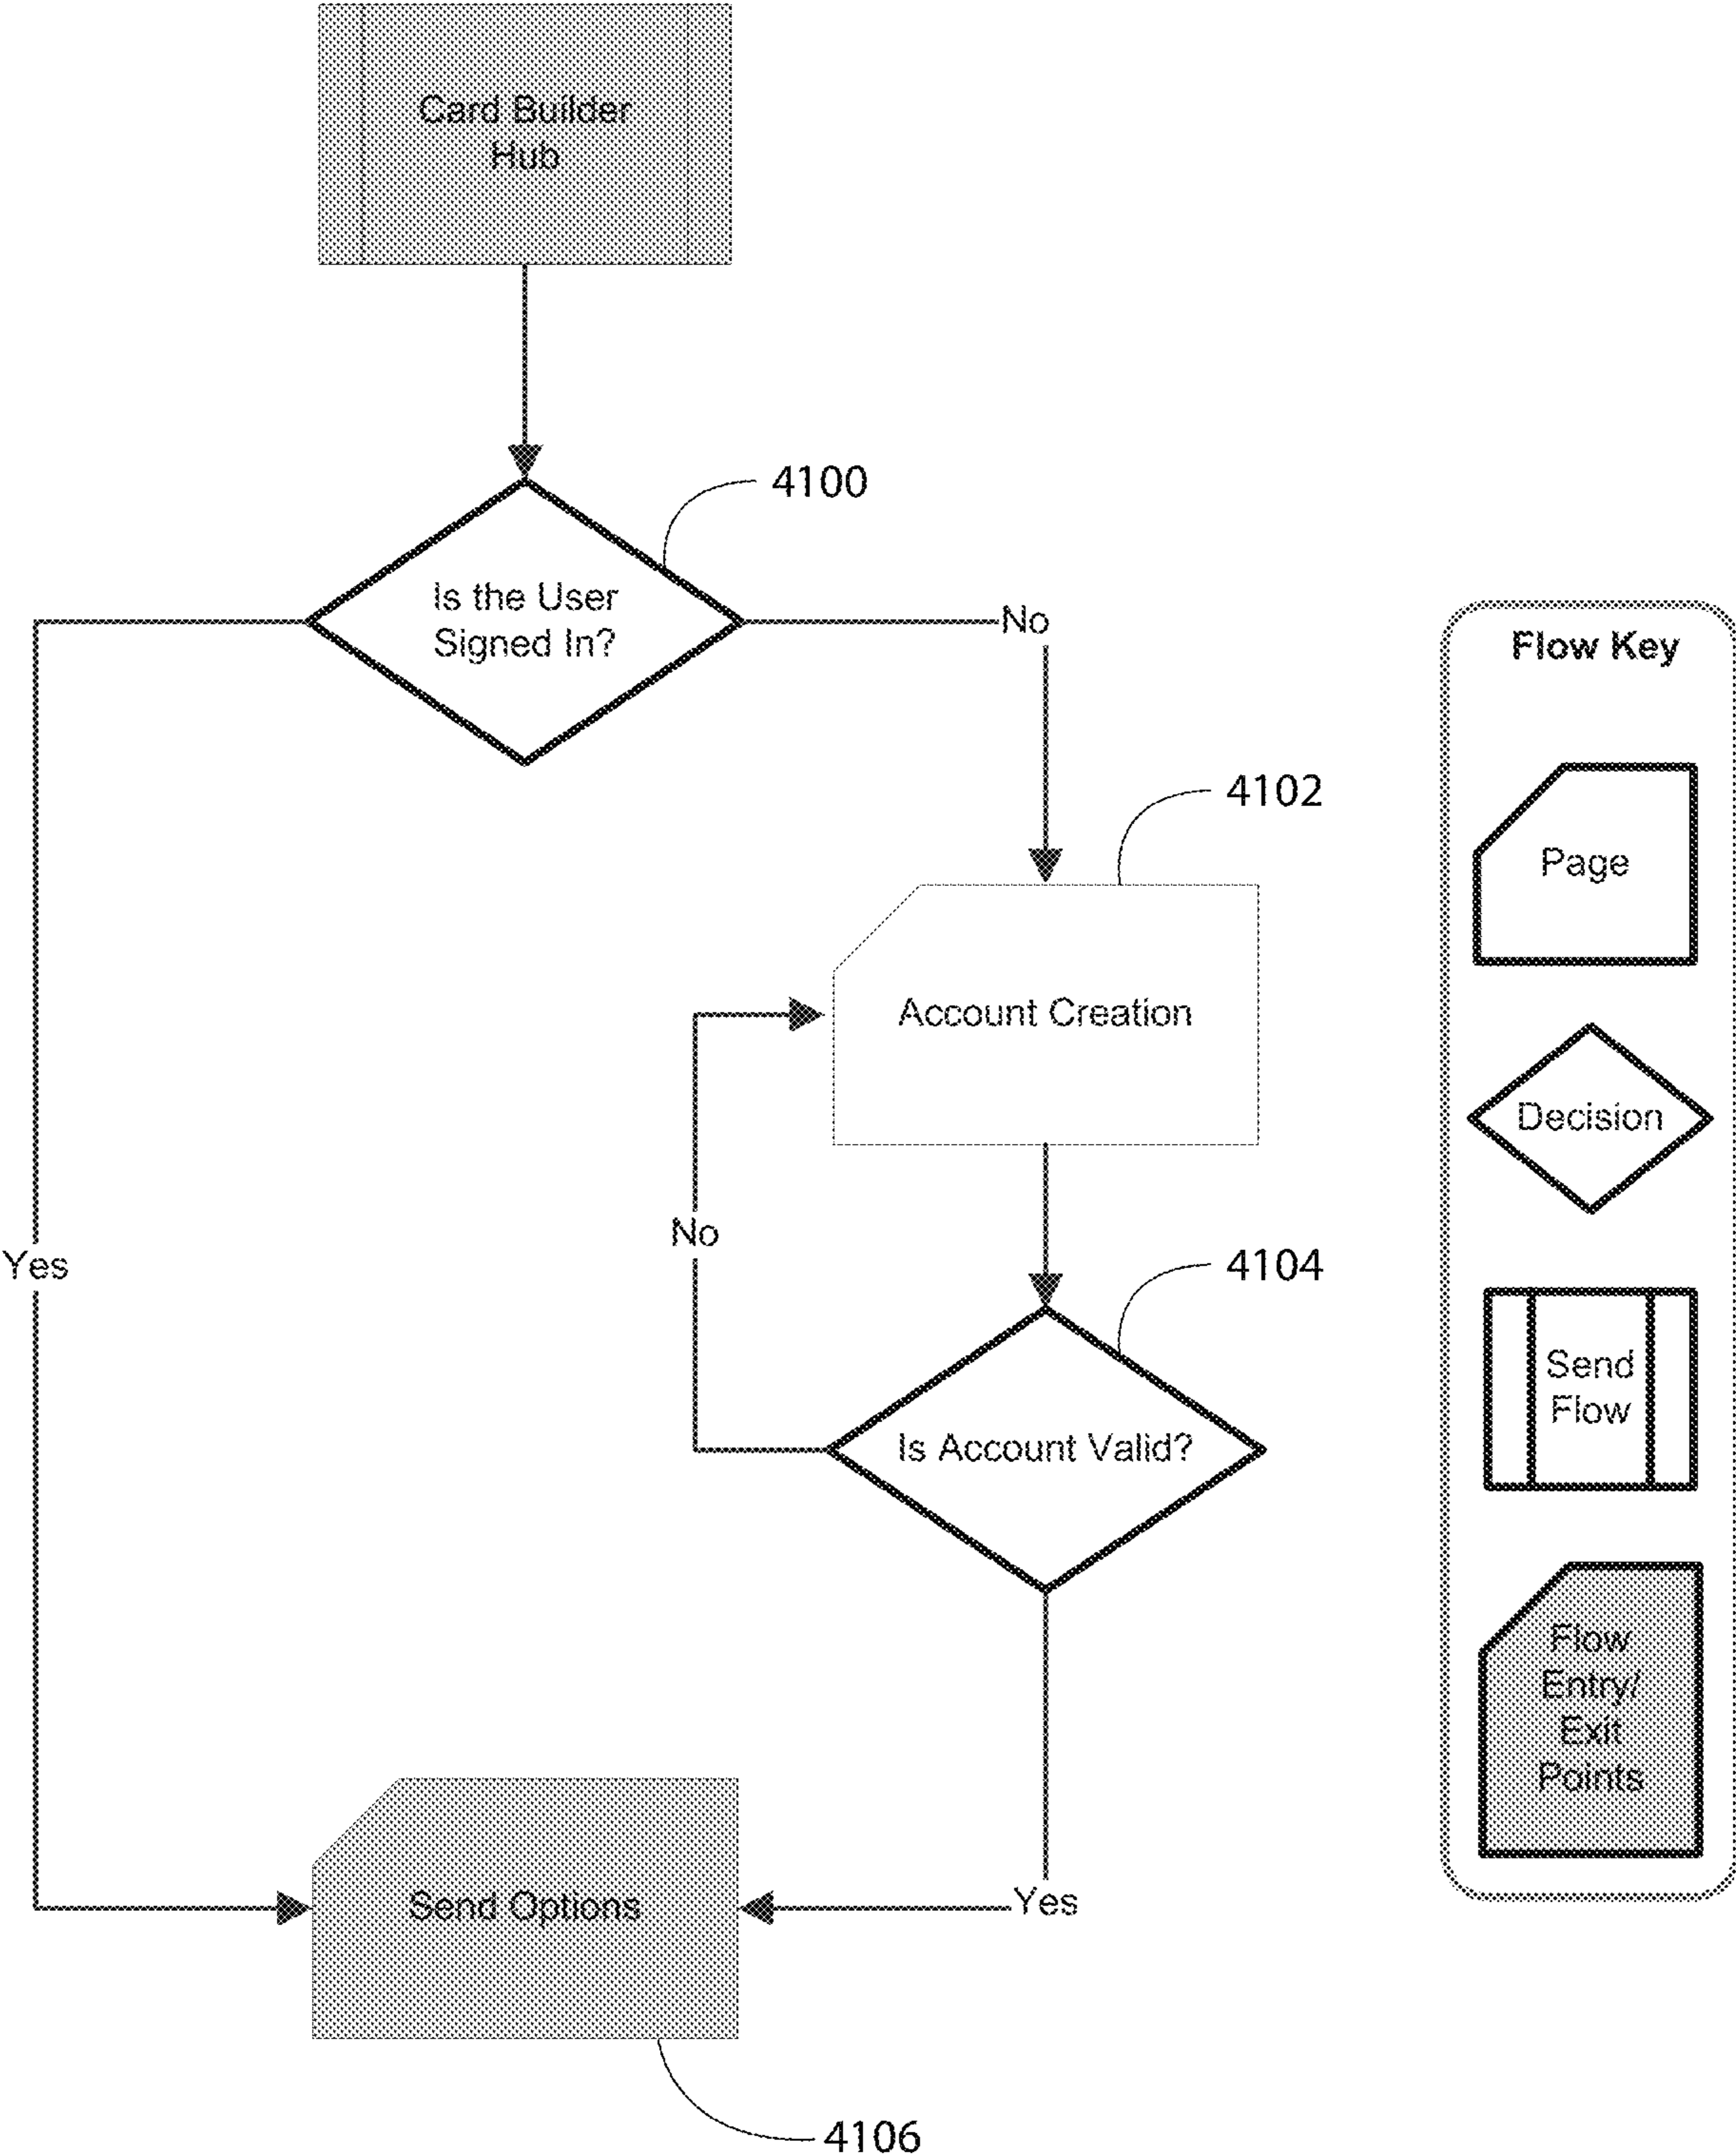 Card Builder
Hub
4100
Is the User
Signed In?
No
Flow Key
4102
Page
Account Creation
Decision
No
4104
Yes
Send
Flow
Is Account Valid?
Flow
Entry/
Exit
Points
Yes
Send Options
4106